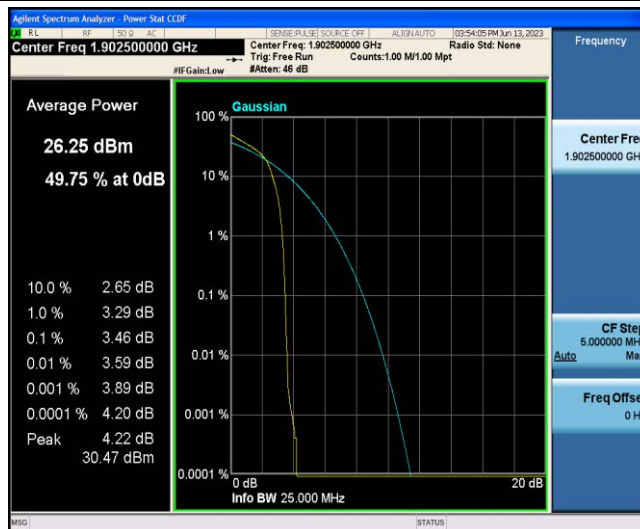 Agilent Spectrum Analyzer - Power Stat CCDF
RL RF 50 Ω AC SENSE:PULSE SOURCE OFF ALIGNAUTO 03:54:05 PM Jun 13, 2023
Center Freq 1.902500000 GHz
Center Freq: 1.902500000 GHz Radio Std: None
Trig: Free Run Counts:1.00 M/1.00 Mpt
#IFGain:Low #Atten: 46 dB
Frequency
Center Fre
1.902500000 GH
CF Step
5.000000 MH
Auto Ma
Freq Offse
0 H
Average Power
26.25 dBm
49.75 % at 0dB
10.0 % 2.65 dB
1.0 % 3.29 dB
0.1 % 3.46 dB
0.01 % 3.59 dB
0.001 % 3.89 dB
0.0001 % 4.20 dB
Peak 4.22 dB
30.47 dBm
Gaussian
100 %
10 %
1 %
0.1 %
0.01 %
0.001 %
0.0001 %
0 dB 20 dB
Info BW 25.000 MHz
MSG STATUS